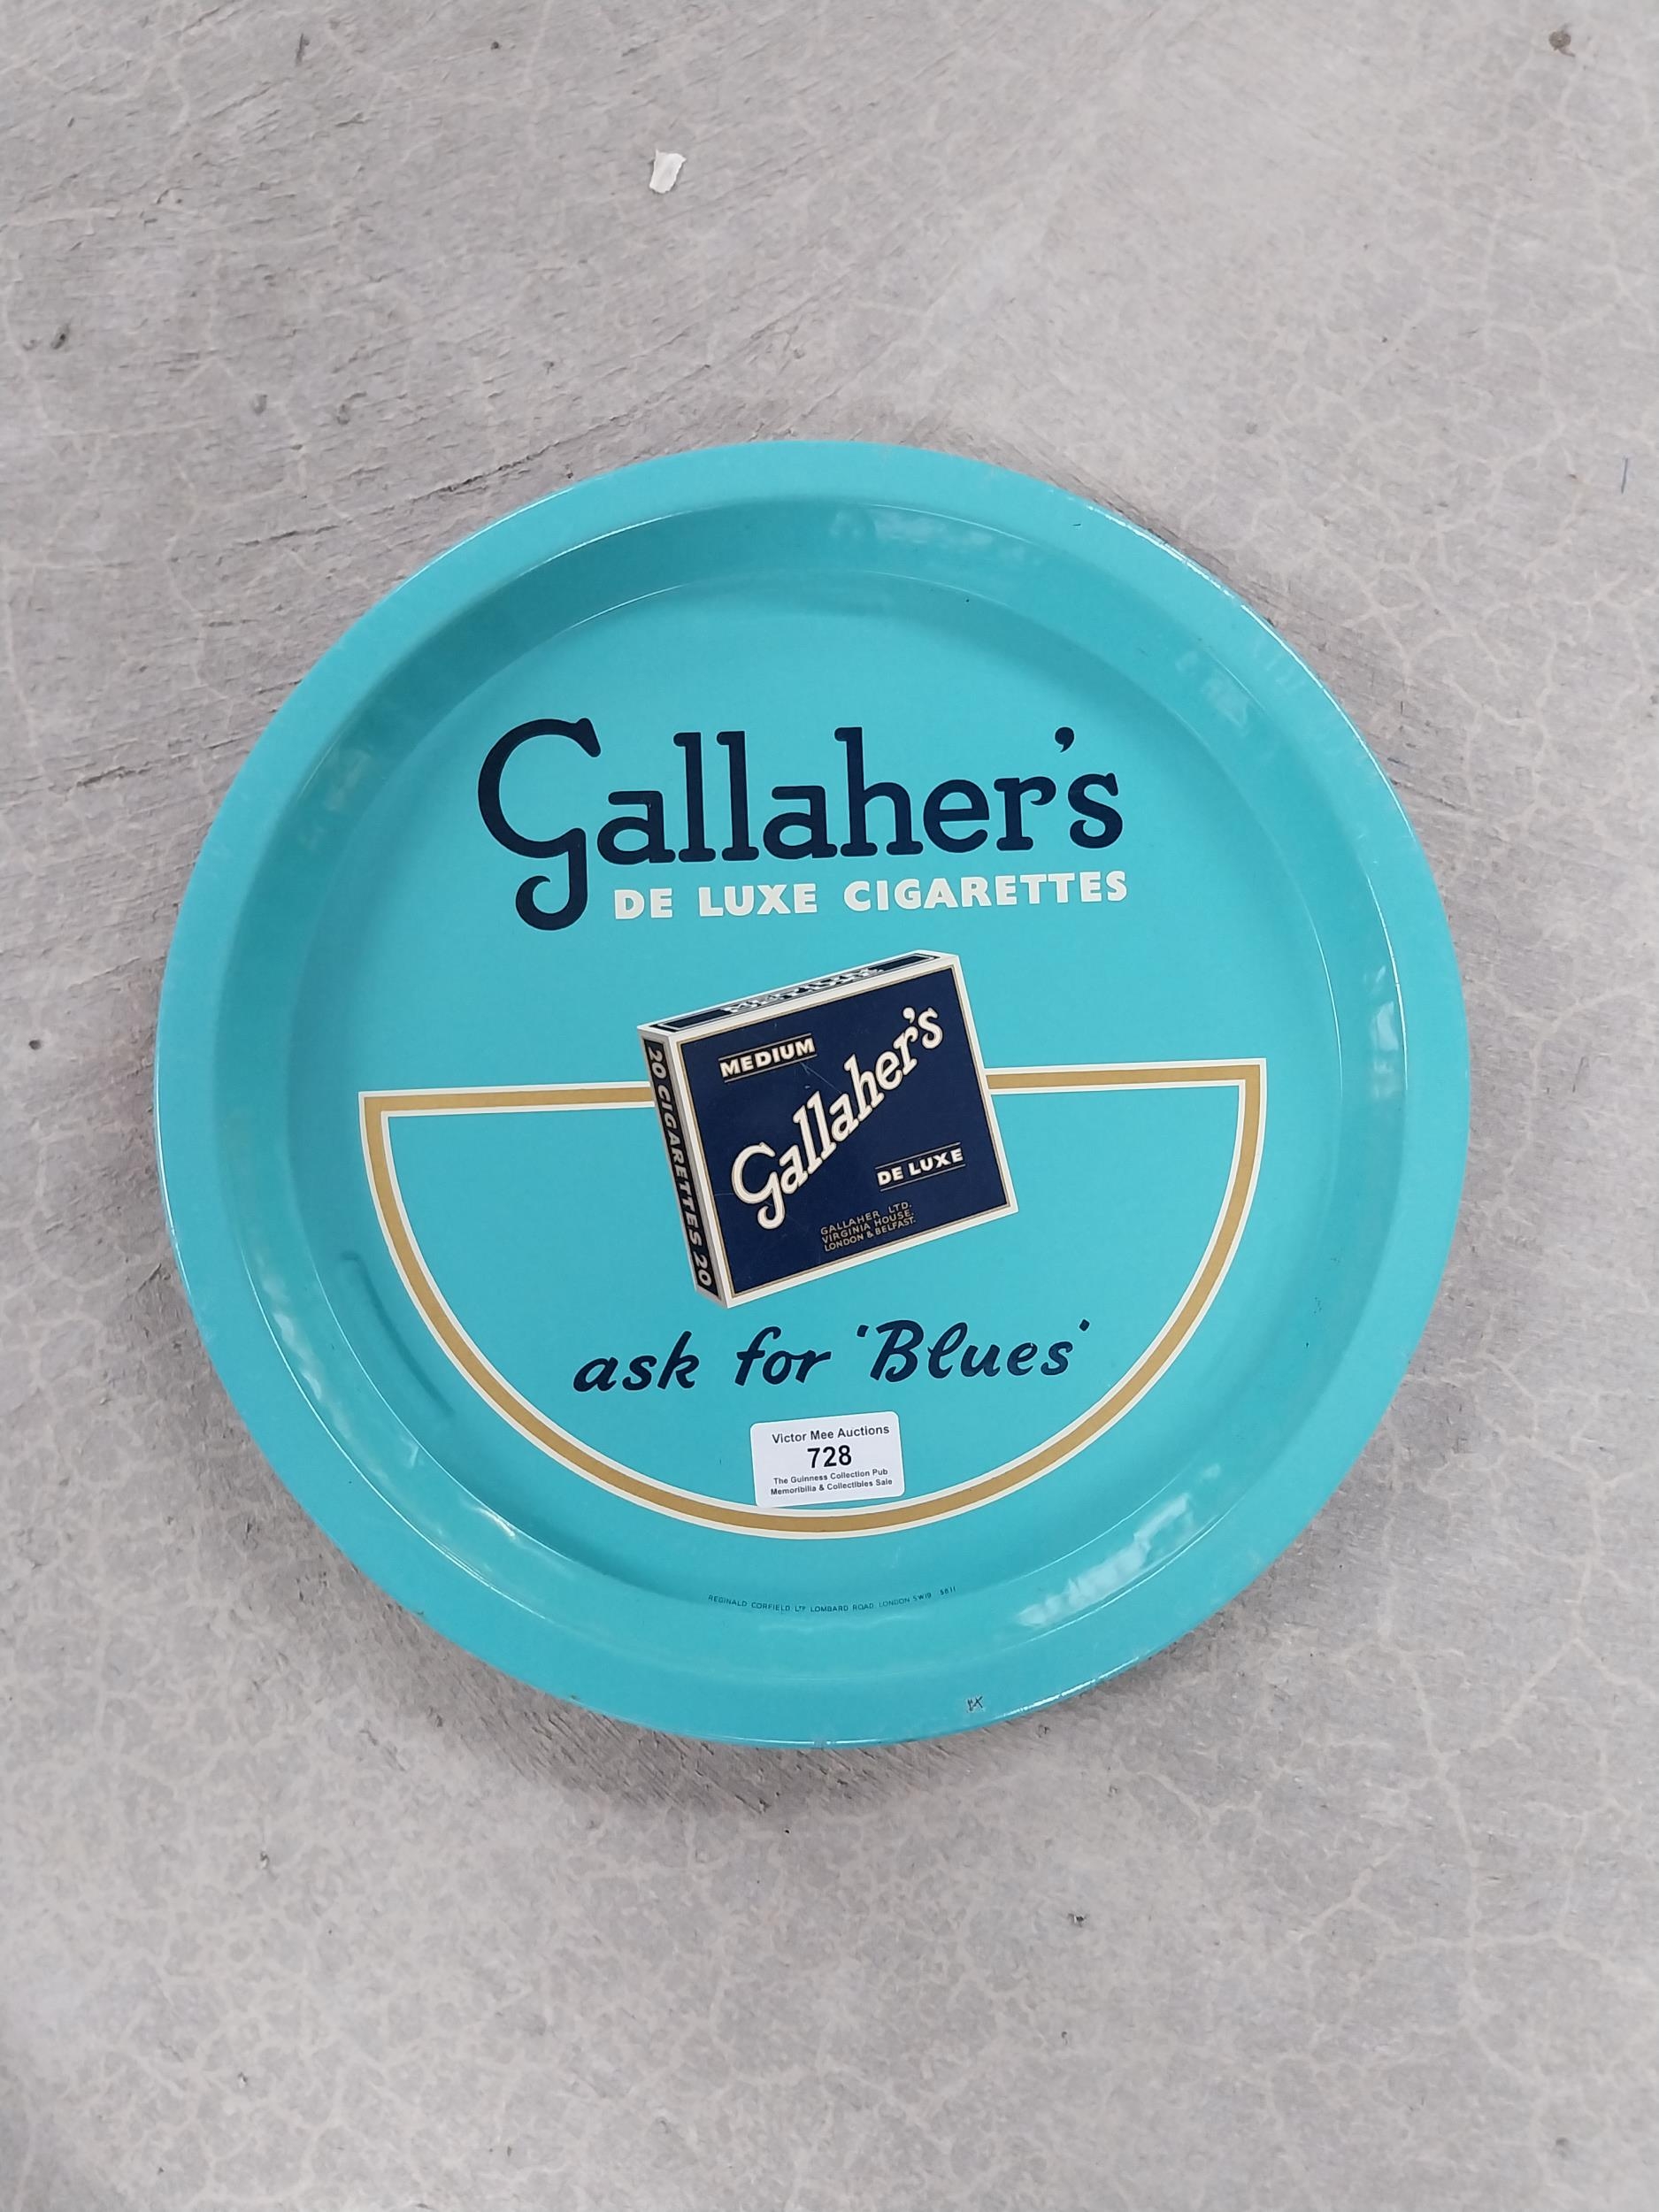 Gallaher's
DE LUXE CIGARETTES
MEDIUM
Gallaher's
DE LUXE
GALLAHER LTD.
VIRGINIA HOUSE.
LONDON & BELFAST.
20 CIGARETTES 20
ask for 'Blues'
Victor Mee Auctions
728
The Guinness Collection Pub
Memoribilia & Collectibles Sale
REGINALD CORFIELD LTD LOMBARD ROAD LONDON SW19